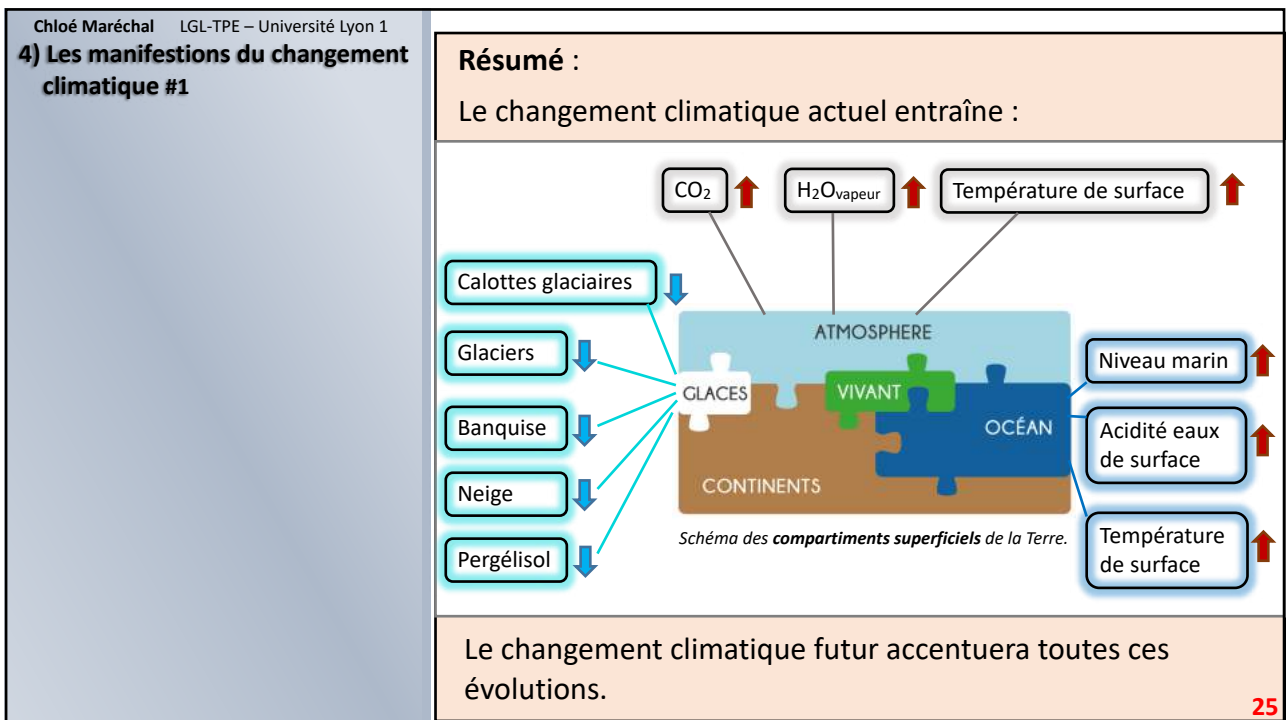 Chloé Maréchal LGL-TPE – Université Lyon 1
4) Les manifestions du changement
climatique #1
Résumé :
Le changement climatique actuel entraîne :
CO₂
H₂Ovapeur
Température de surface
Calottes glaciaires
Glaciers
Banquise
Neige
Pergélisol
ATMOSPHERE
GLACES
VIVANT
OCÉAN
CONTINENTS
Niveau marin
Acidité eaux
de surface
Température
de surface
Schéma des compartiments superficiels de la Terre.
Le changement climatique futur accentuera toutes ces
évolutions.
25